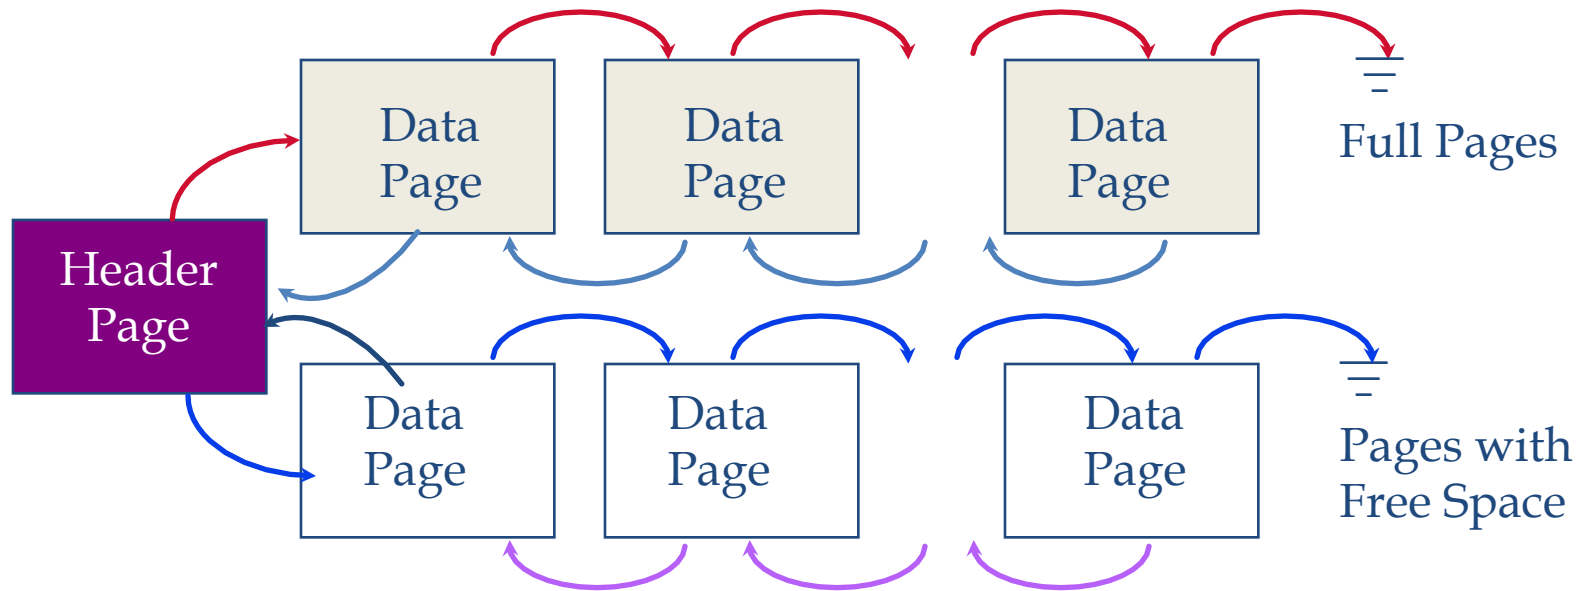 Data
Page
Data
Page
Data
Page
Full Pages
Header
Page
Data
Page
Data
Page
Data
Page
Pages with
Free Space